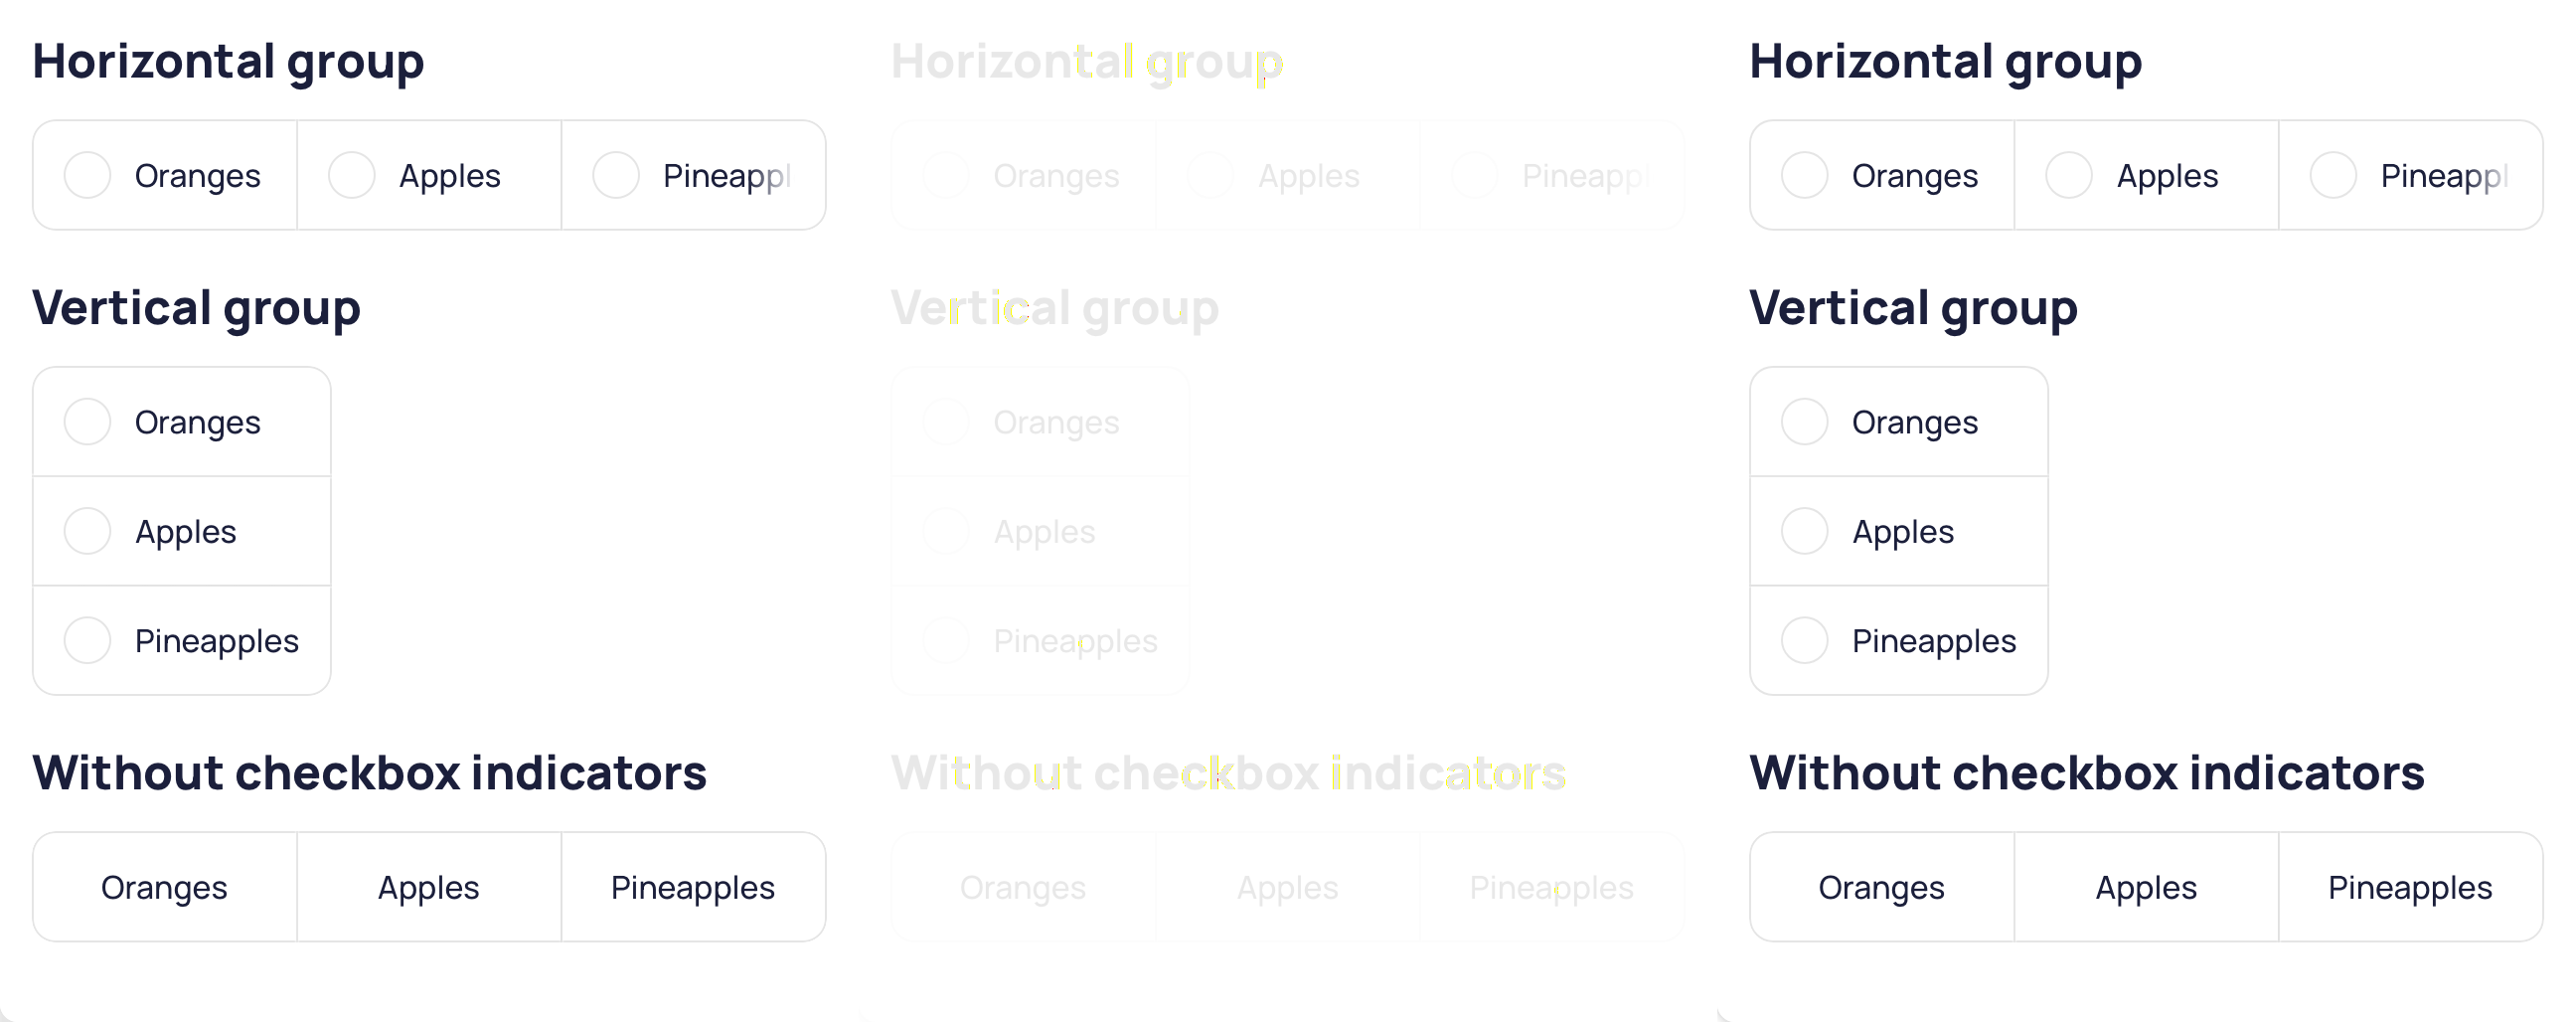 Horizontal group Horizontal group Horizontal group
Oranges Apples Pineappl Oranges Apples Pineappl Oranges Apples Pineappl
Vertical group Vertical group Vertical group
Oranges Oranges Oranges
Apples Apples Apples
Pineapples Pineapples Pineapples
Without checkbox indicators Without checkbox indicators Without checkbox indicators
Oranges Apples Pineapples Oranges Apples Pineapples Oranges Apples Pineapples